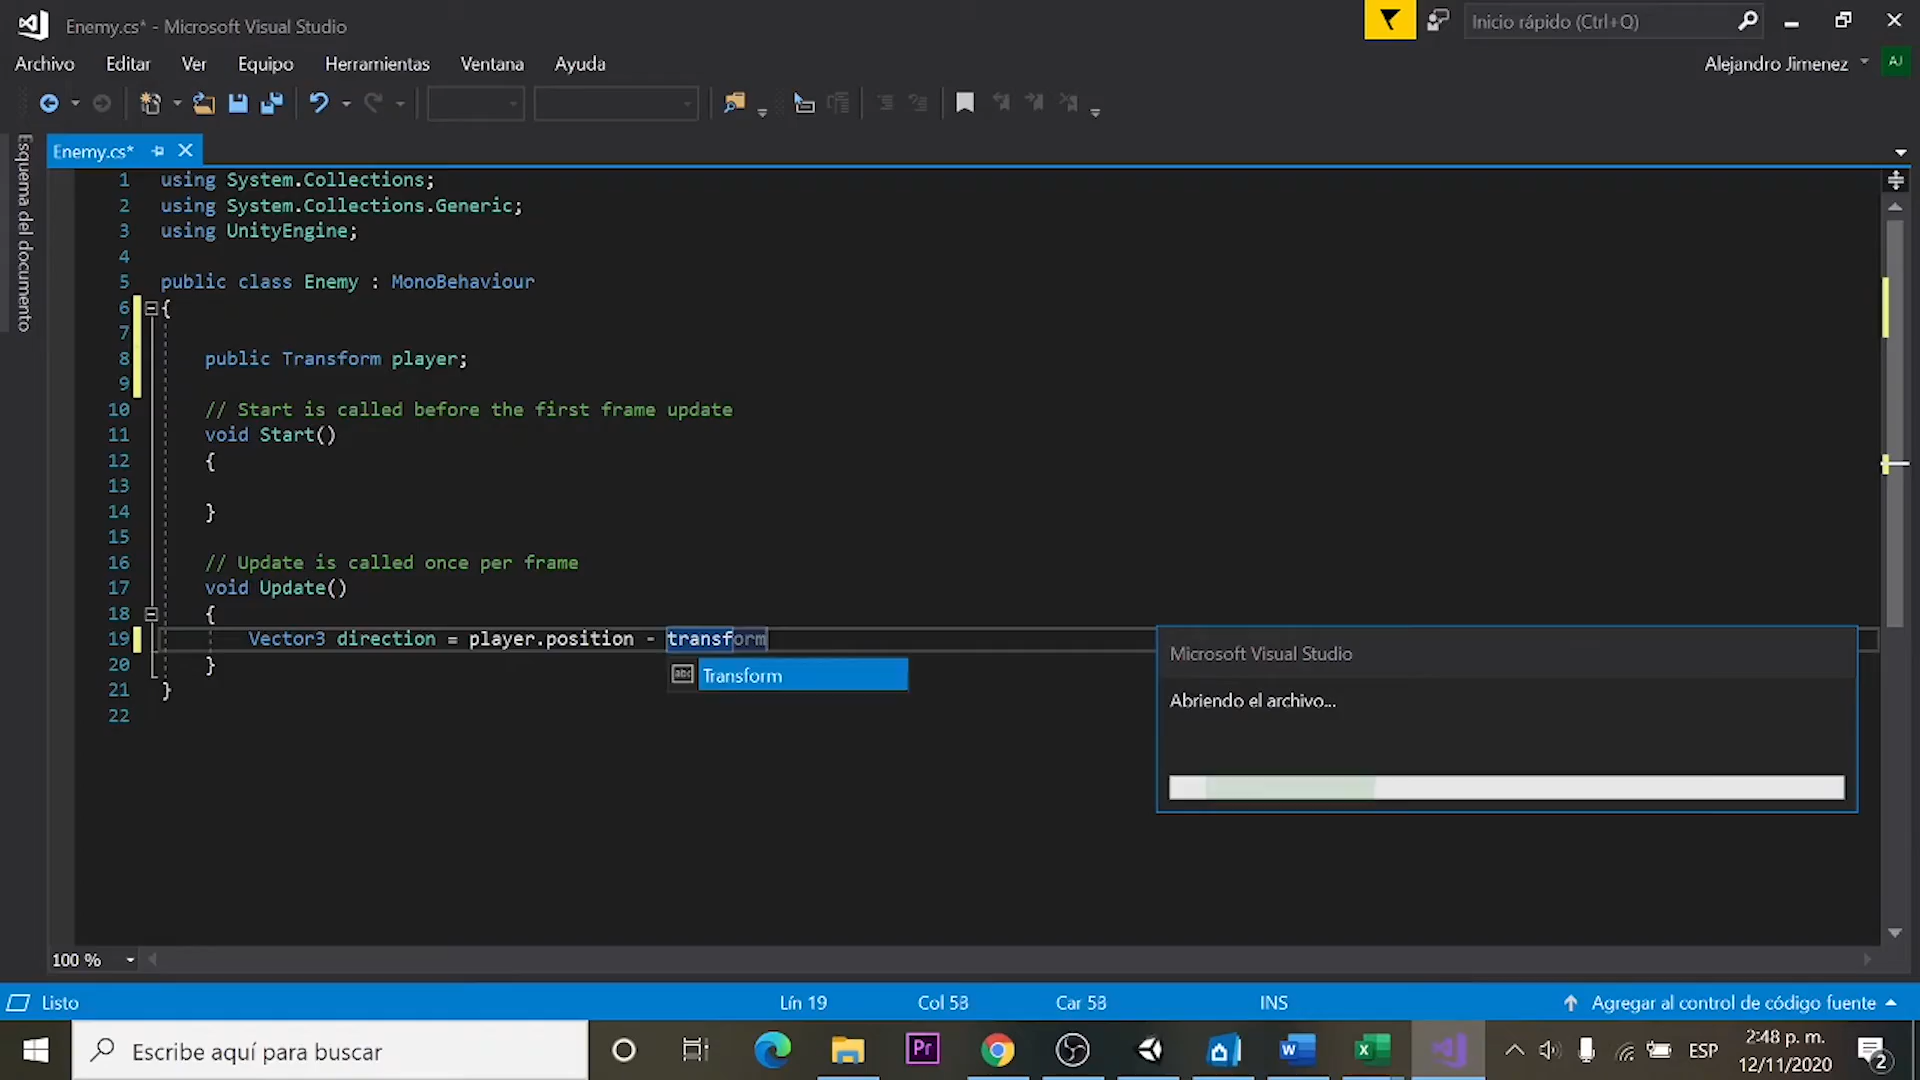 Enemy.cs* - Microsoft Visual Studio
Inicio rápido (Ctrl+Q)
Archivo Editar Ver Equipo Herramientas Ventana Ayuda
Alejandro Jimenez AJ
Esquema del documento
Enemy.cs*
1 using System.Collections;
2 using System.Collections.Generic;
3 using UnityEngine;
4
5 public class Enemy : MonoBehaviour
6 {
7
8 public Transform player;
9
10 // Start is called before the first frame update
11 void Start()
12 {
13
14 }
15
16 // Update is called once per frame
17 void Update()
18 {
19 Vector3 direction = player.position - transform
20 }
21 }
22
abc Transform
Microsoft Visual Studio
Abriendo el archivo...
100 %
Listo Lín 19 Col 53 Car 53 INS Agregar al control de código fuente
Escribe aquí para buscar
Pr
ESP
2:48 p. m.
12/11/2020
2